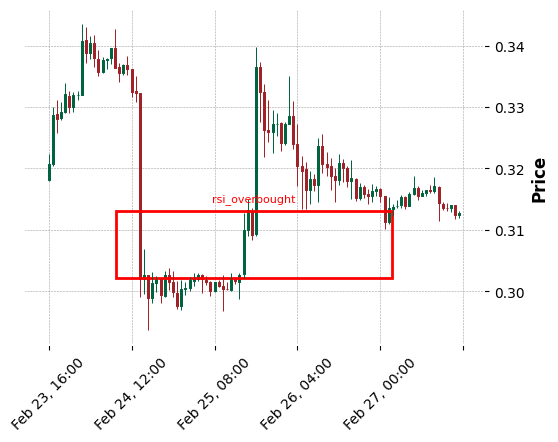 0.34
0.33
rsi_overbought
0.32
0.31
0.30
Price
Feb 23, 16:00
Feb 24, 12:00
Feb 25, 08:00
Feb 26, 04:00
Feb 27, 00:00